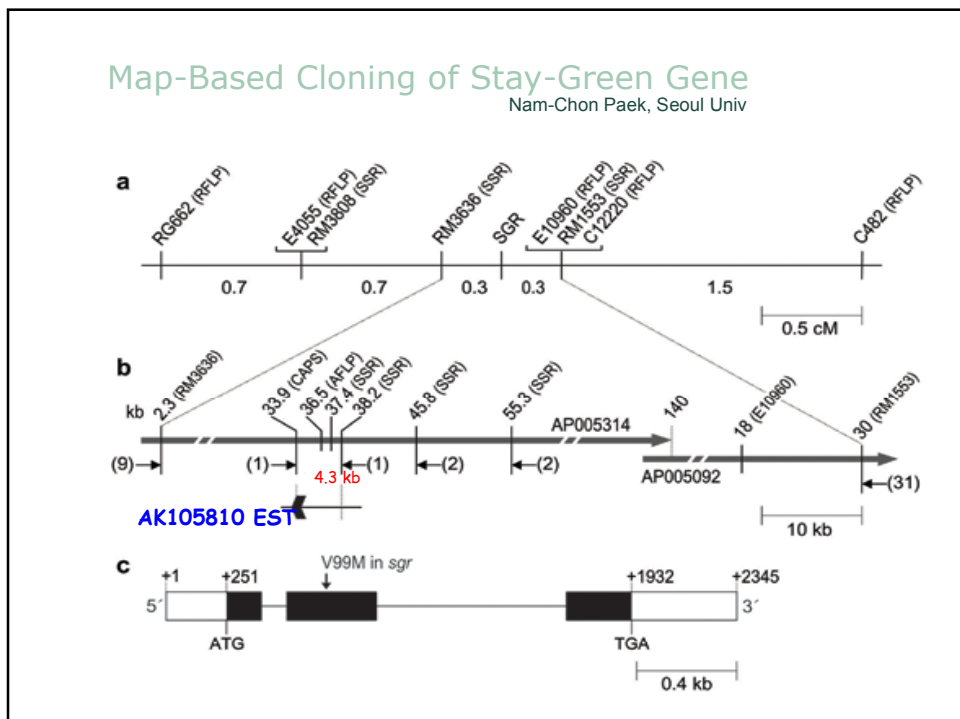 Map-Based Cloning of Stay-Green Gene
Nam-Chon Paek, Seoul Univ
a
RG662 (RFLP)
E4055 (RFLP)
RM3808 (SSR)
RM3636 (SSR)
SGR
E10960 (RFLP)
RM1553 (SSR)
C12220 (RFLP)
C482 (RFLP)
0.7 0.7 0.3 0.3 1.5
0.5 cM
b
kb
2.3 (RM3636)
33.9 (CAPS)
36.5 (AFLP)
37.4 (SSR)
38.2 (SSR)
45.8 (SSR)
55.3 (SSR)
140
18 (E10960)
30 (RM1553)
AP005314
AP005092
(9) (1) (1) (2) (2) (31)
4.3 kb
AK105810 EST
10 kb
c
V99M in sgr
+1 +251 +1932 +2345
5´ 3´
ATG TGA
0.4 kb